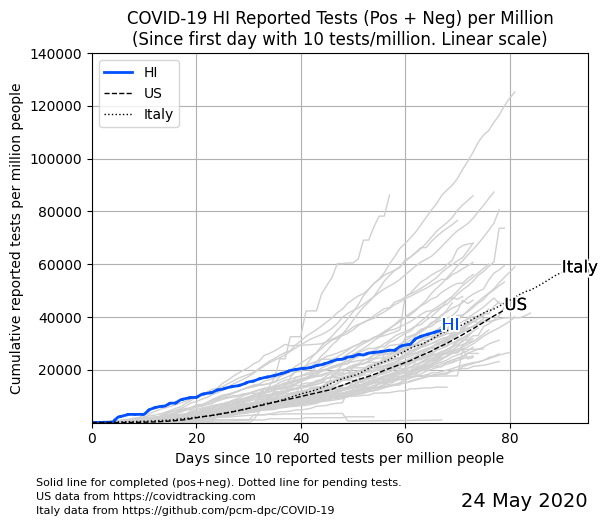 COVID-19 HI Reported Tests (Pos + Neg) per Million
(Since first day with 10 tests/million. Linear scale)
140000
120000
100000
80000
60000
40000
20000
Cumulative reported tests per million people
HI
US
Italy
Italy
US
HI
0
20
40
60
80
Days since 10 reported tests per million people
Solid line for completed (pos+neg). Dotted line for pending tests.
US data from https://covidtracking.com
Italy data from https://github.com/pcm-dpc/COVID-19
24 May 2020